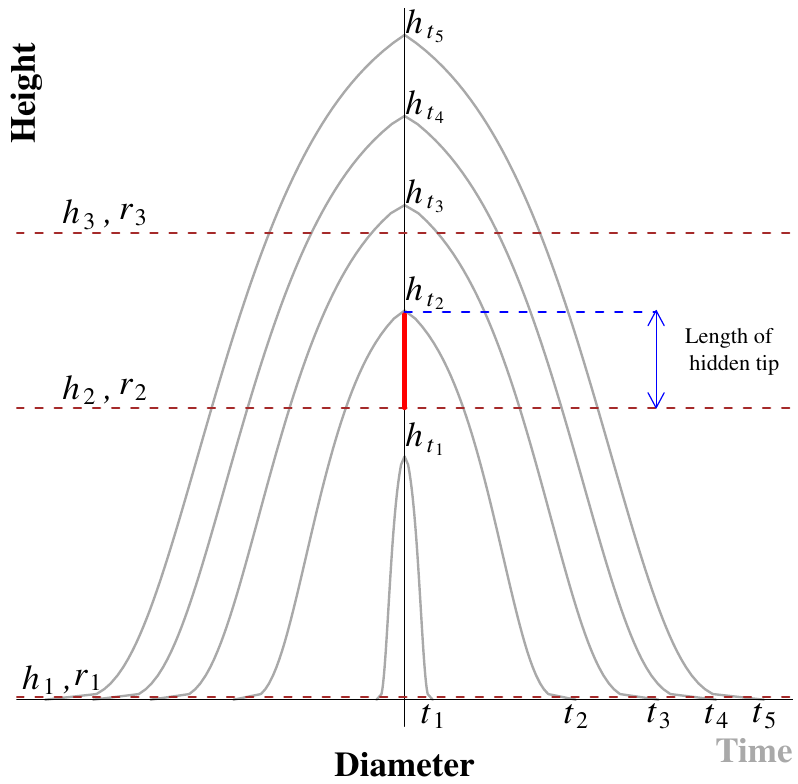 Height
h_{t_5}
h_{t_4}
h_{t_3}
h_3 , r_3
h_{t_2}
Length of
hidden tip
h_2 , r_2
h_{t_1}
h_1 , r_1
t_1 t_2 t_3 t_4 t_5
Time
Diameter